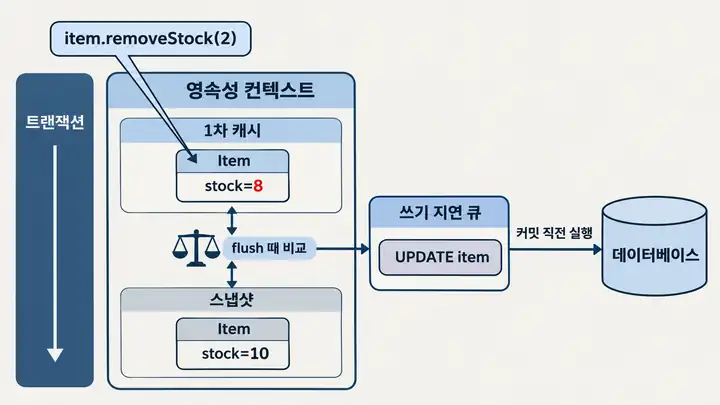 item.removeStock(2)
트랜잭션
영속성 컨텍스트
1차 캐시
Item
stock=8
flush 때 비교
스냅샷
Item
stock=10
쓰기 지연 큐
UPDATE item
커밋 직전 실행
데이터베이스